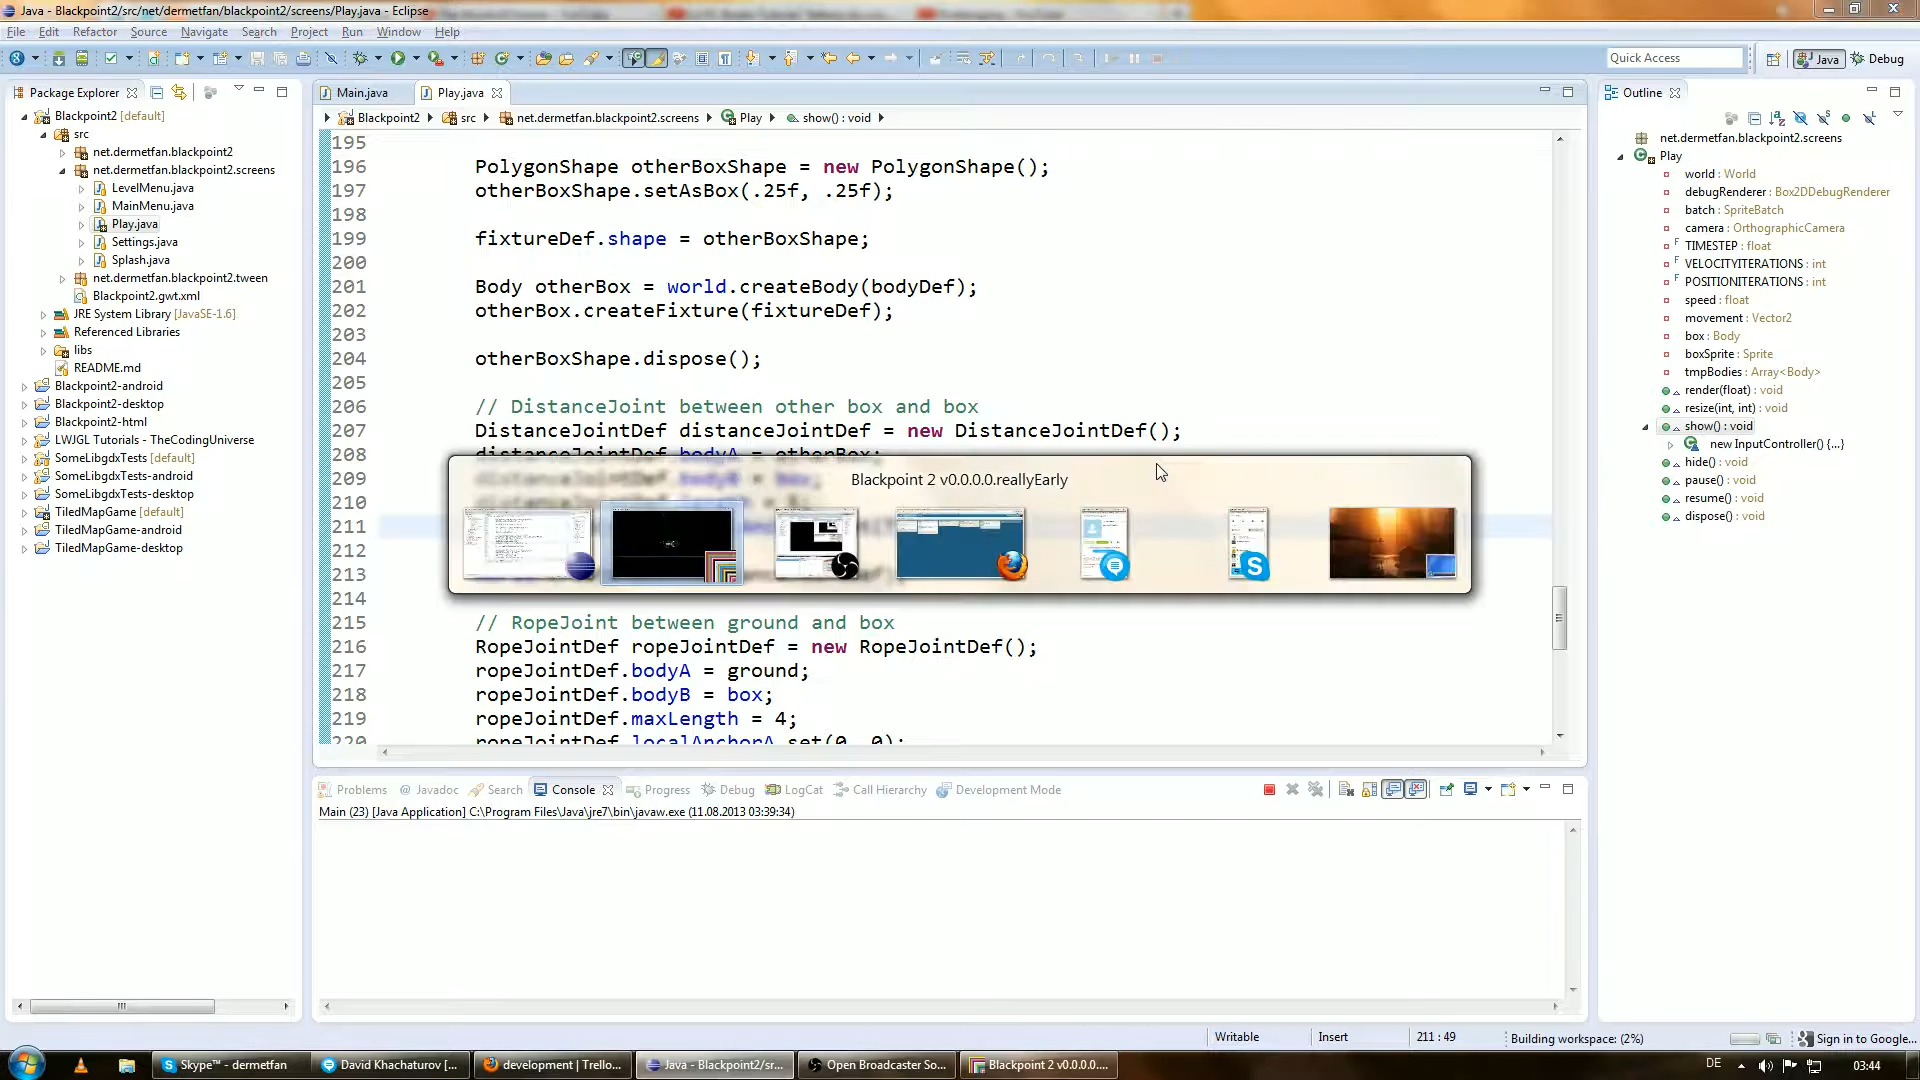 Java - Blackpoint2/src/net/dermetfan/blackpoint2/screens/Play.java - Eclipse
File Edit Refactor Source Navigate Search Project Run Window Help
Quick Access
Java Debug
Package Explorer
Main.java Play.java
Outline
Blackpoint2 src net.dermetfan.blackpoint2.screens Play show() : void
Blackpoint2 [default]
src
net.dermetfan.blackpoint2
net.dermetfan.blackpoint2.screens
LevelMenu.java
MainMenu.java
Play.java
Settings.java
Splash.java
net.dermetfan.blackpoint2.tween
Blackpoint2.gwt.xml
JRE System Library [JavaSE-1.6]
Referenced Libraries
libs
README.md
Blackpoint2-android
Blackpoint2-desktop
Blackpoint2-html
LWJGL Tutorials - TheCodingUniverse
SomeLibgdxTests [default]
SomeLibgdxTests-android
SomeLibgdxTests-desktop
TiledMapGame [default]
TiledMapGame-android
TiledMapGame-desktop
195
196 PolygonShape otherBoxShape = new PolygonShape();
197 otherBoxShape.setAsBox(.25f, .25f);
198
199 fixtureDef.shape = otherBoxShape;
200
201 Body otherBox = world.createBody(bodyDef);
202 otherBox.createFixture(fixtureDef);
203
204 otherBoxShape.dispose();
205
206 // DistanceJoint between other box and box
207 DistanceJointDef distanceJointDef = new DistanceJointDef();
208 distanceJointDef.bodyA = otherBox;
209
210
211
212
213
214
215 // RopeJoint between ground and box
216 RopeJointDef ropeJointDef = new RopeJointDef();
217 ropeJointDef.bodyA = ground;
218 ropeJointDef.bodyB = box;
219 ropeJointDef.maxLength = 4;
220 ropeJointDef.localAnchorA.set(0, 0);
Blackpoint 2 v0.0.0.0.reallyEarly
net.dermetfan.blackpoint2.screens
Play
world : World
debugRenderer : Box2DDebugRenderer
batch : SpriteBatch
camera : OrthographicCamera
TIMESTEP : float
VELOCITYITERATIONS : int
POSITIONITERATIONS : int
speed : float
movement : Vector2
box : Body
boxSprite : Sprite
tmpBodies : Array<Body>
render(float) : void
resize(int, int) : void
show() : void
new InputController() {...}
hide() : void
pause() : void
resume() : void
dispose() : void
Problems Javadoc Search Console Progress Debug LogCat Call Hierarchy Development Mode
Main (23) [Java Application] C:\Program Files\Java\jre7\bin\javaw.exe (11.08.2013 03:39:34)
Writable Insert 211 : 49 Building workspace: (2%) Sign in to Google...
Skype™ - dermetfan David Khachaturov [... development | Trello... Java - Blackpoint2/sr... Open Broadcaster So... Blackpoint 2 v0.0.0.0.... DE 03:44